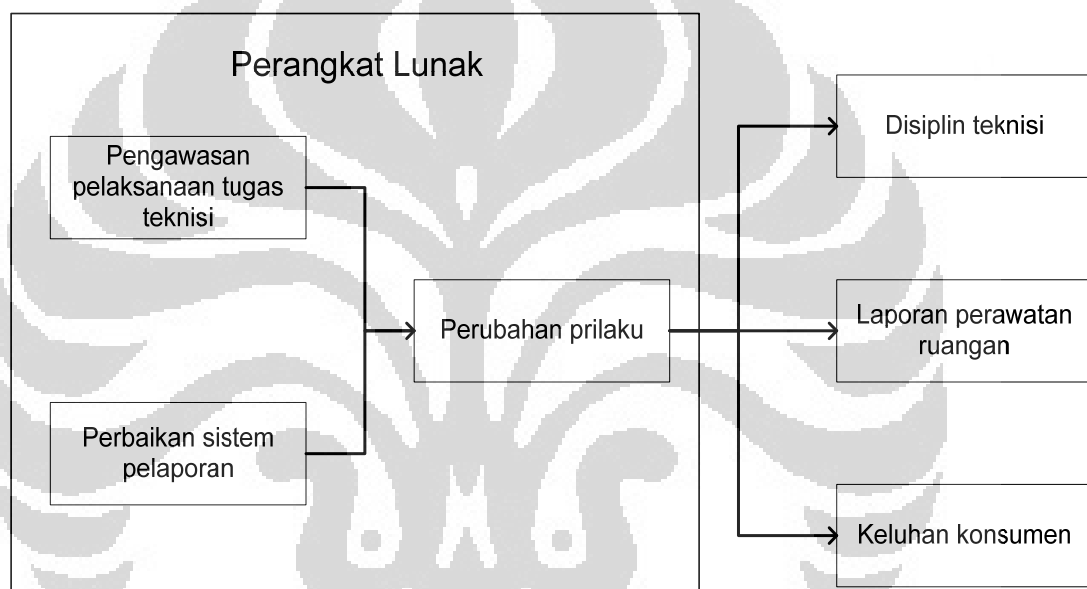 Perangkat Lunak
Pengawasan
pelaksanaan tugas
teknisi
Perbaikan sistem
pelaporan
Perubahan prilaku
Disiplin teknisi
Laporan perawatan
ruangan
Keluhan konsumen